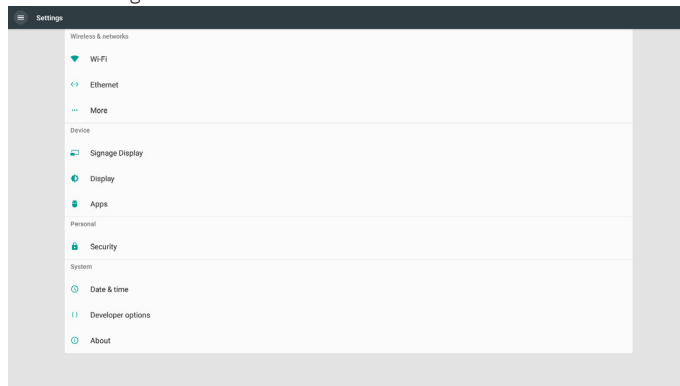 Settings
Wireless & networks
Wi-Fi
Ethernet
More
Device
Signage Display
Display
Apps
Personal
Security
System
Date & time
Developer options
About